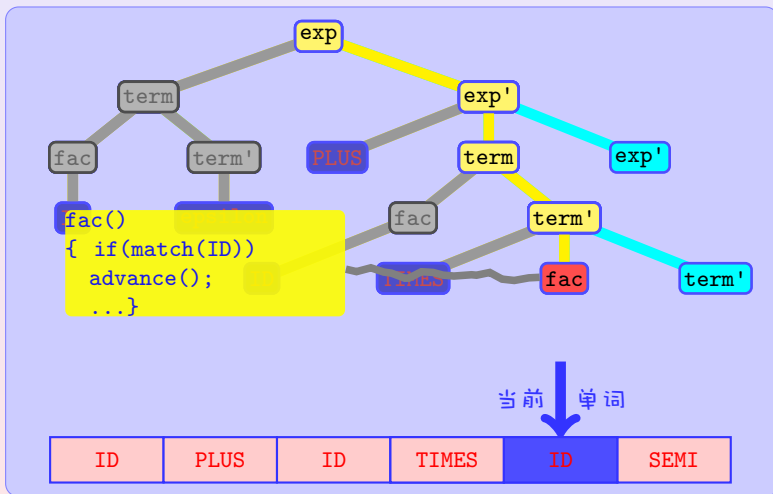 exp
term
exp'
fac
term'
PLUS
term
exp'
fac
term'
fac()
{ if(match(ID))
advance();
...}
ID
TIMES
fac
term'
当前 单词
ID PLUS ID TIMES ID SEMI